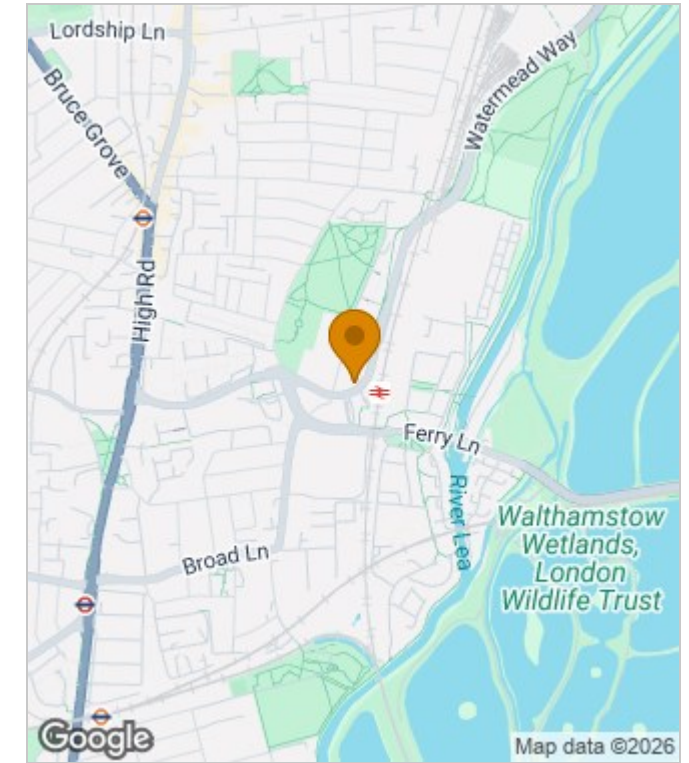 Lordship Ln
Watermead Way
Bruce Grove
High Rd
Ferry Ln
River Lea
Walthamstow
Wetlands,
London
Wildlife Trust
Broad Ln
Google
Map data ©2026